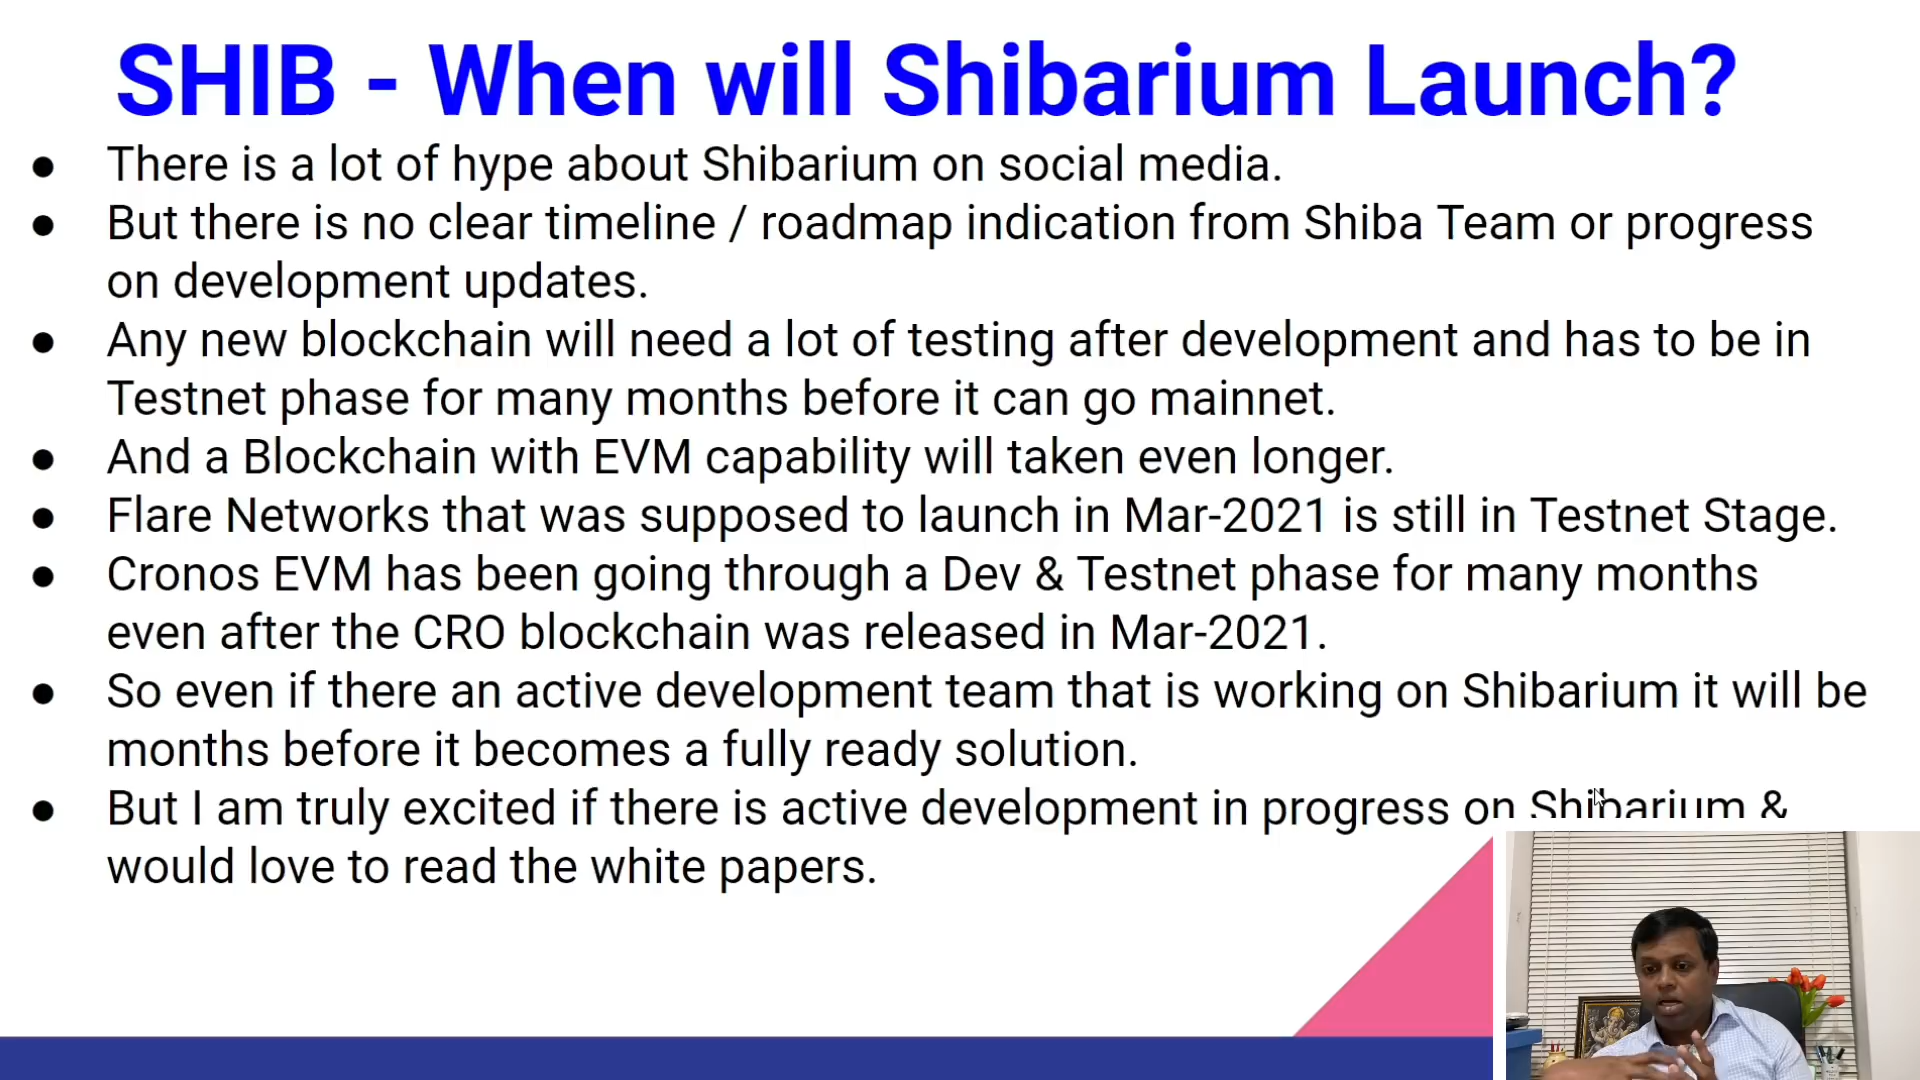 SHIB - When will Shibarium Launch?
● There is a lot of hype about Shibarium on social media.
● But there is no clear timeline / roadmap indication from Shiba Team or progress
on development updates.
● Any new blockchain will need a lot of testing after development and has to be in
Testnet phase for many months before it can go mainnet.
● And a Blockchain with EVM capability will taken even longer.
● Flare Networks that was supposed to launch in Mar-2021 is still in Testnet Stage.
● Cronos EVM has been going through a Dev & Testnet phase for many months
even after the CRO blockchain was released in Mar-2021.
● So even if there an active development team that is working on Shibarium it will be
months before it becomes a fully ready solution.
● But I am truly excited if there is active development in progress on Shibarium &
would love to read the white papers.